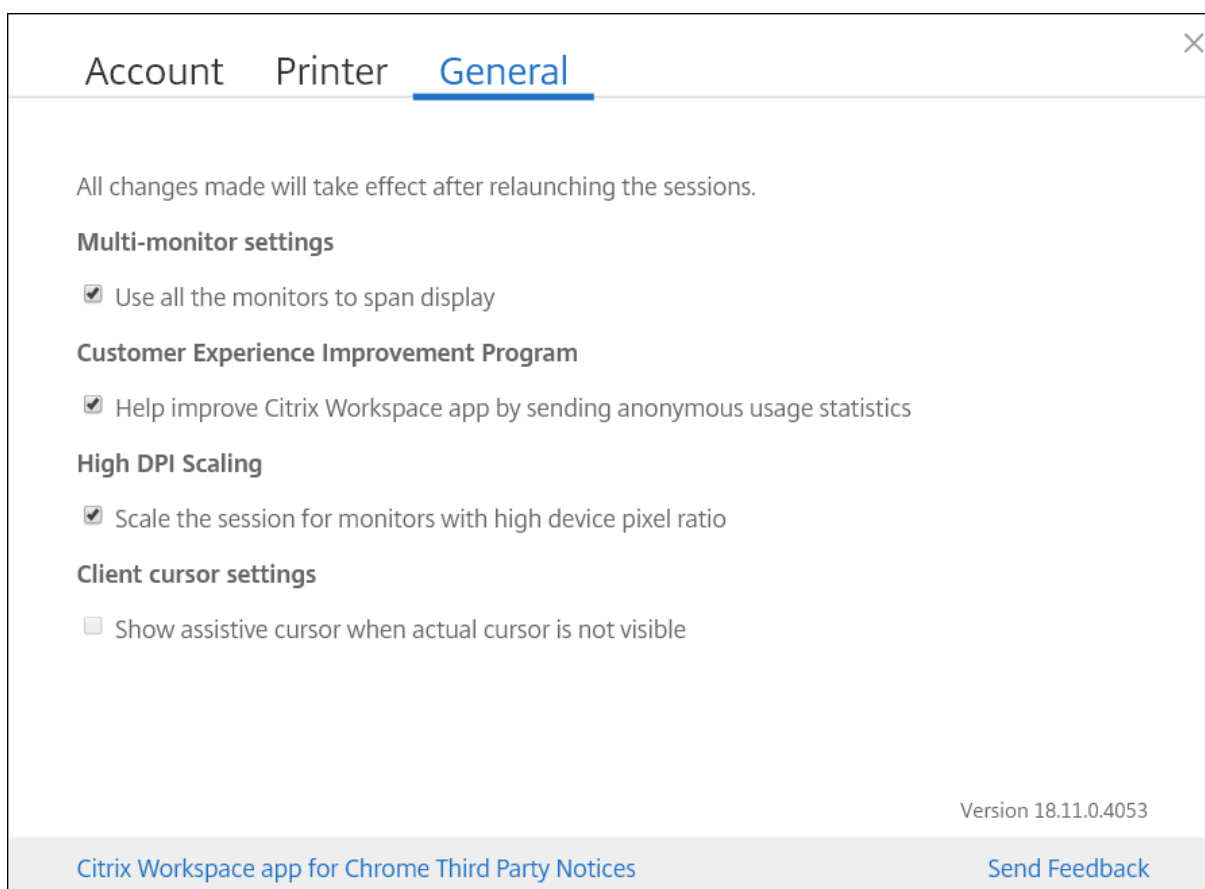 Account Printer General
All changes made will take effect after relaunching the sessions.
Multi-monitor settings
Use all the monitors to span display
Customer Experience Improvement Program
Help improve Citrix Workspace app by sending anonymous usage statistics
High DPI Scaling
Scale the session for monitors with high device pixel ratio
Client cursor settings
Show assistive cursor when actual cursor is not visible
Version 18.11.0.4053
Citrix Workspace app for Chrome Third Party Notices Send Feedback